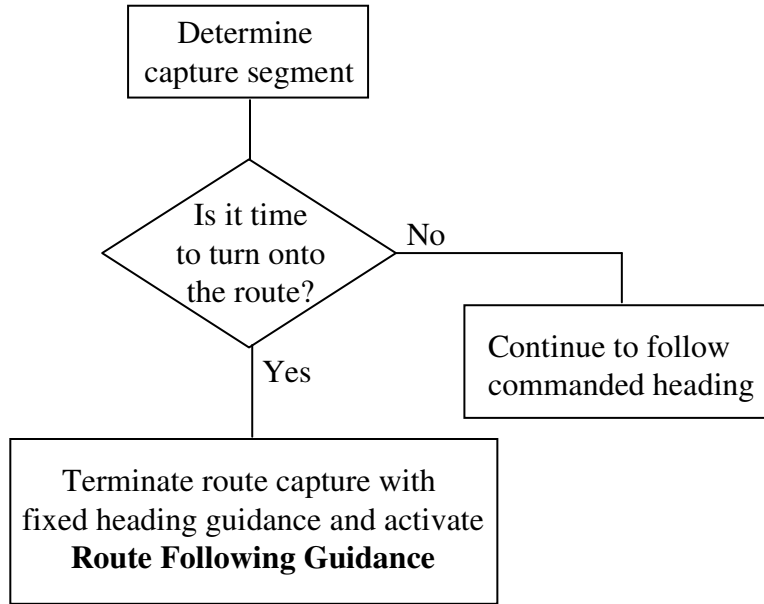 Determine
capture segment
Is it time
to turn onto
the route?
No
Yes
Continue to follow
commanded heading
Terminate route capture with
fixed heading guidance and activate
Route Following Guidance